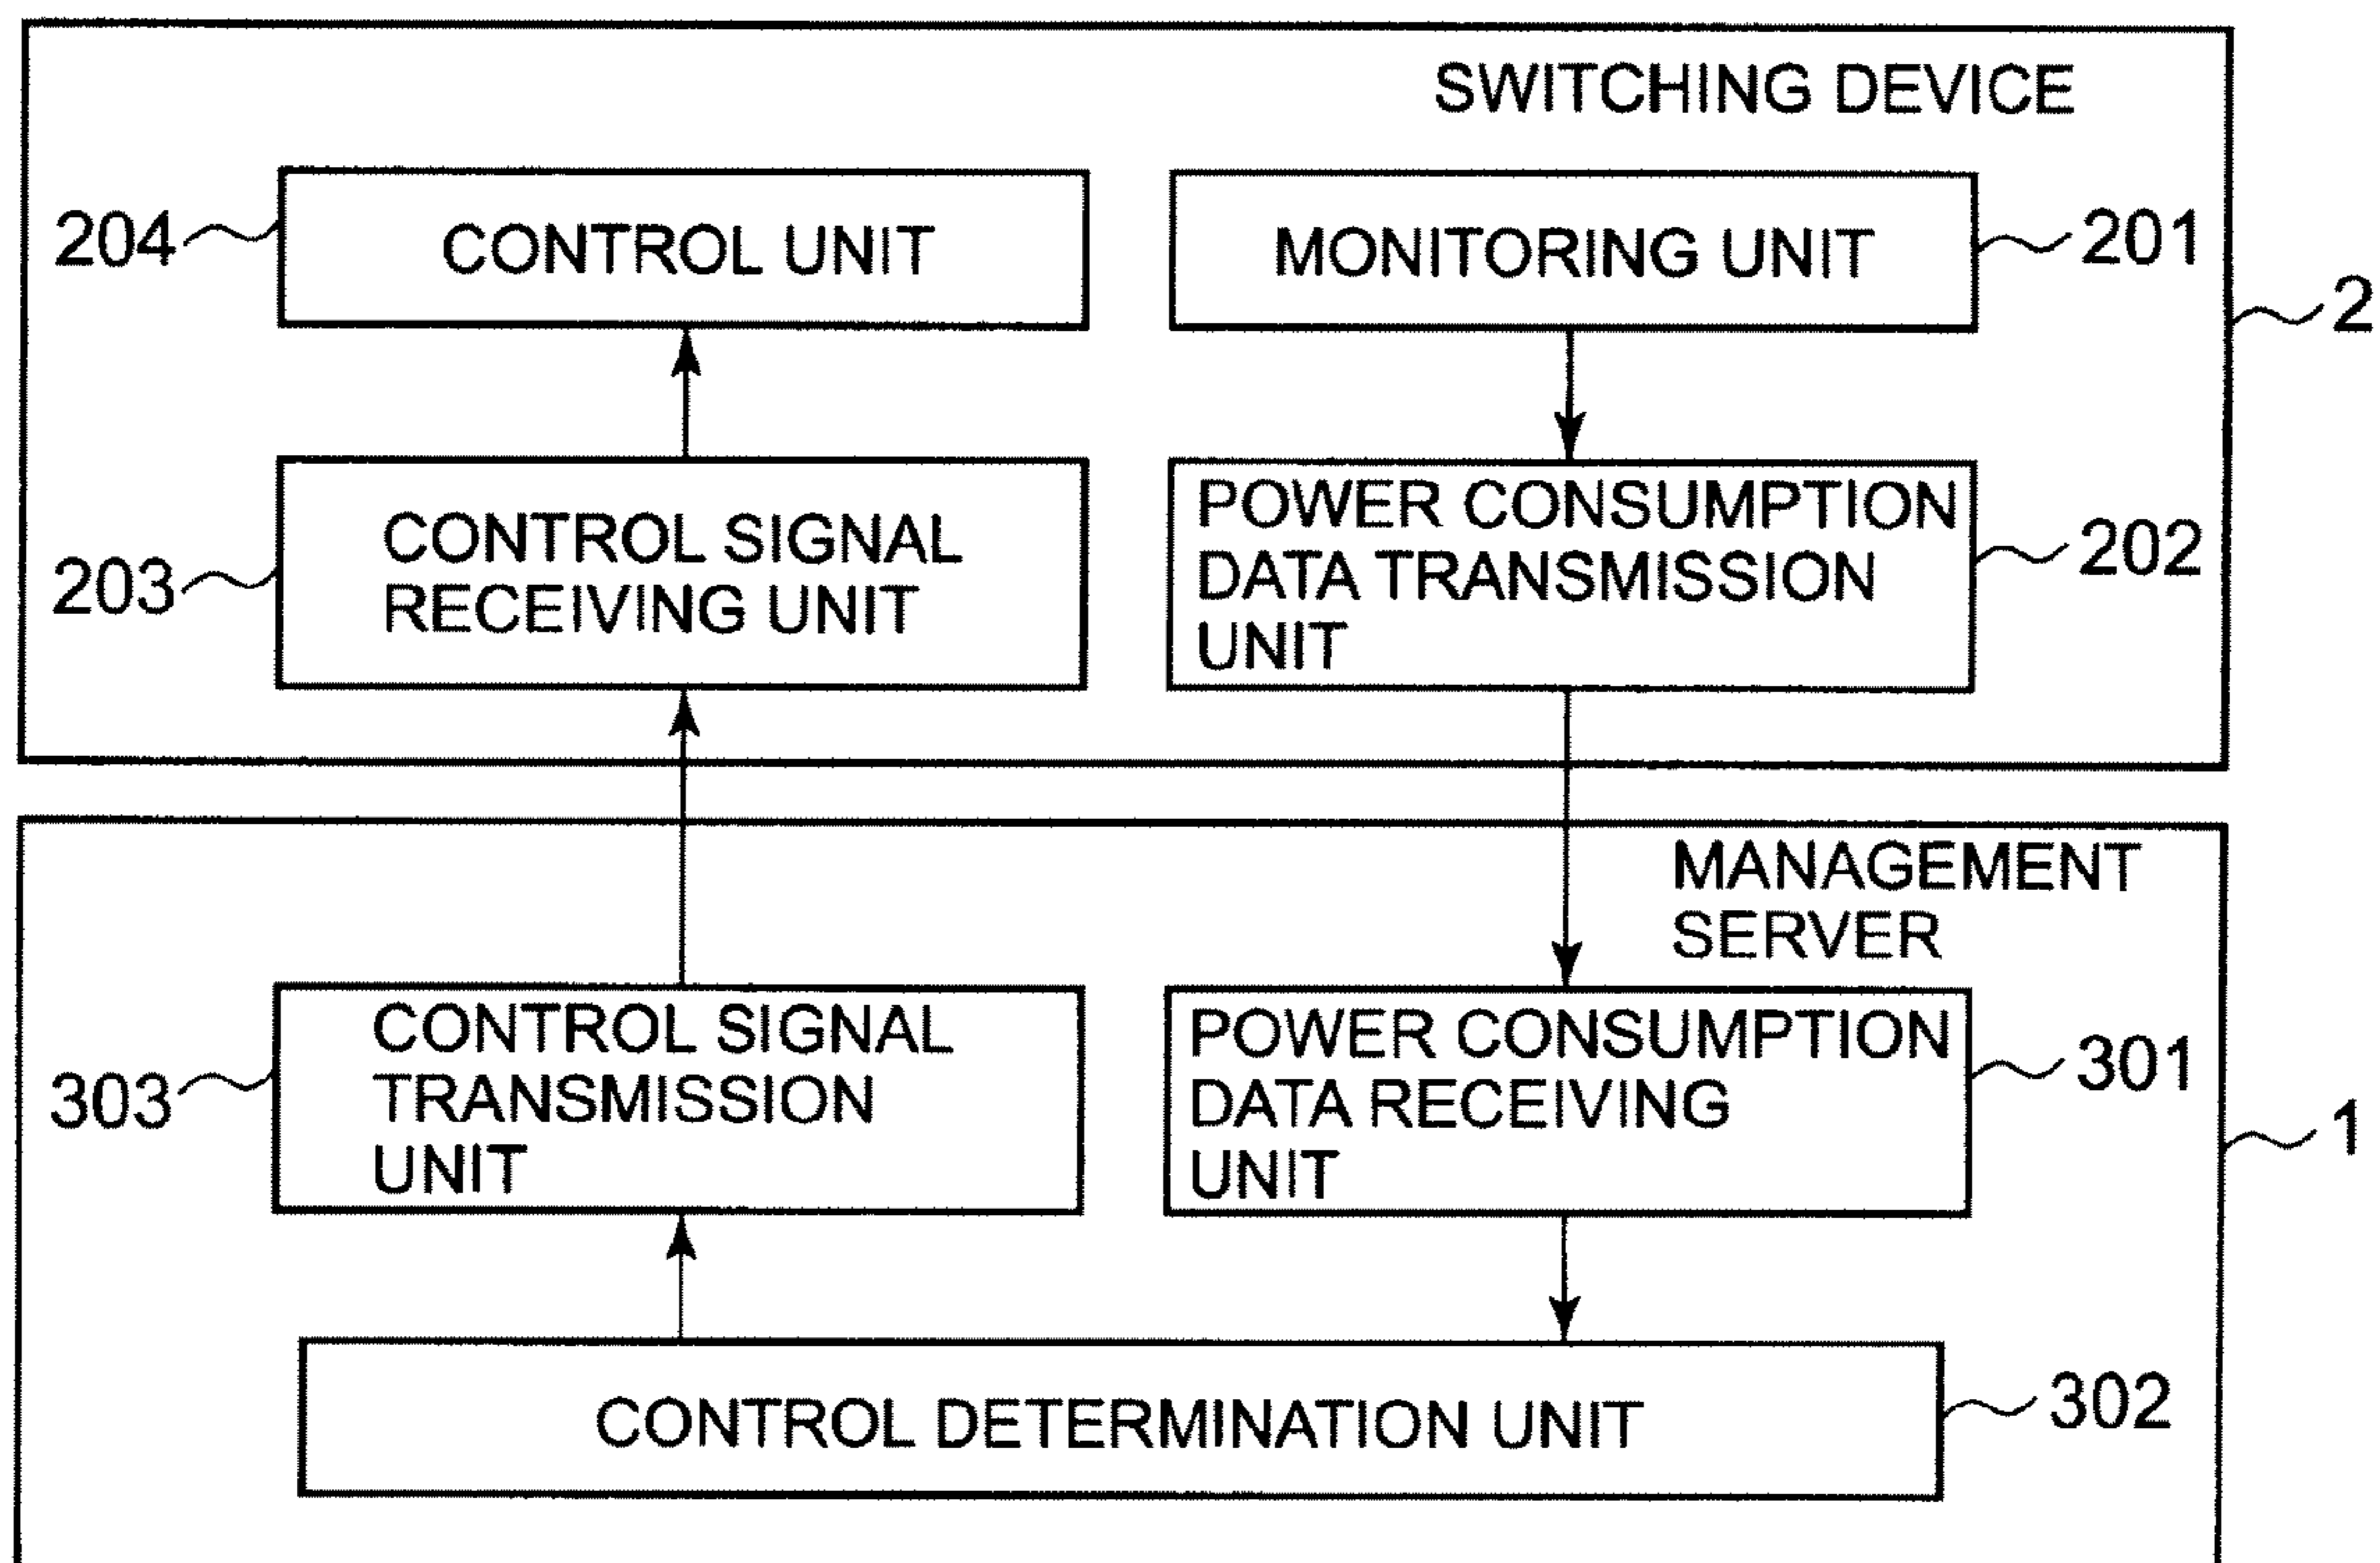 SWITCHING DEVICE
204
CONTROL UNIT
MONITORING UNIT
201
2
203
CONTROL SIGNAL
RECEIVING UNIT
POWER CONSUMPTION
DATA TRANSMISSION
UNIT
202
MANAGEMENT
SERVER
303
CONTROL SIGNAL
TRANSMISSION
UNIT
POWER CONSUMPTION
DATA RECEIVING
UNIT
301
1
CONTROL DETERMINATION UNIT
302